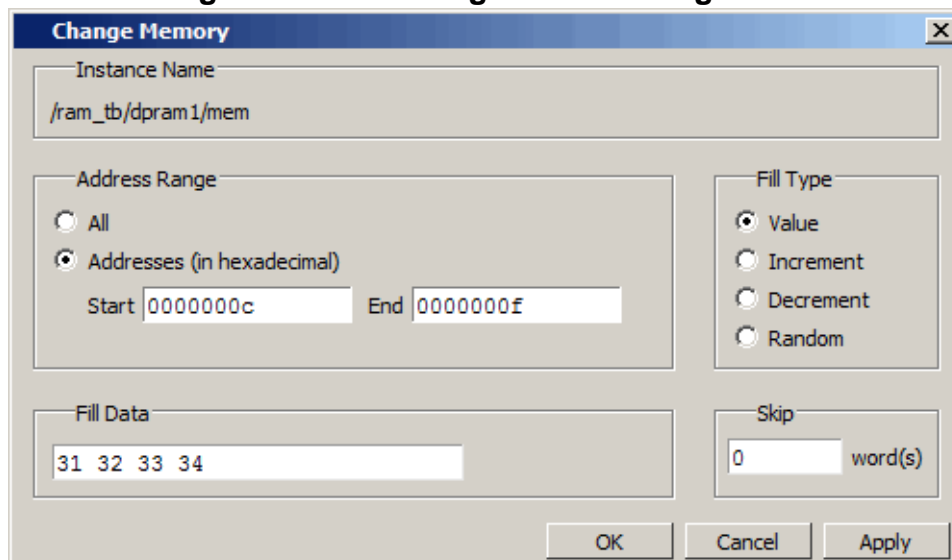 Change Memory
Instance Name
/ram_tb/dpram1/mem
Address Range
All
Addresses (in hexadecimal)
Start 0000000c End 0000000f
Fill Type
Value
Increment
Decrement
Random
Fill Data
31 32 33 34
Skip
0 word(s)
OK Cancel Apply